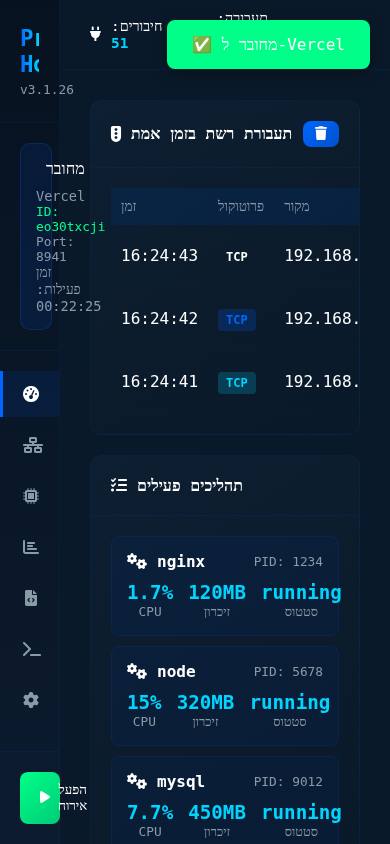 v3.1.26
מחובר
Vercel
ID:
eo30txcji
Port:
8941
זמן
פעילות:
00:22:25
הפעל
אירוח
תעבורה:
חיבורים:
51
✅ מחובר ל-Vercel
תעבורת רשת בזמן אמת
זמן פרוטוקול מקור
16:24:43 TCP 192.168.
16:24:42 TCP 192.168.
16:24:41 TCP 192.168.
תהליכים פעילים
nginx PID: 1234
1.7% 120MB running
CPU זיכרון סטטוס
node PID: 5678
15% 320MB running
CPU זיכרון סטטוס
mysql PID: 9012
7.7% 450MB running
CPU זיכרון סטטוס